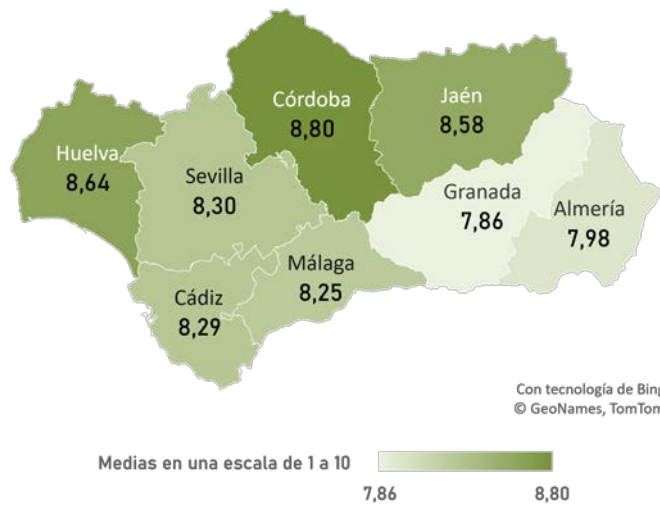 Córdoba
8,80
Jaén
8,58
Huelva
8,64
Sevilla
8,30
Granada
7,86
Almería
7,98
Málaga
8,25
Cádiz
8,29
Con tecnología de Bing
© GeoNames, TomTom
Medias en una escala de 1 a 10
7,86
8,80